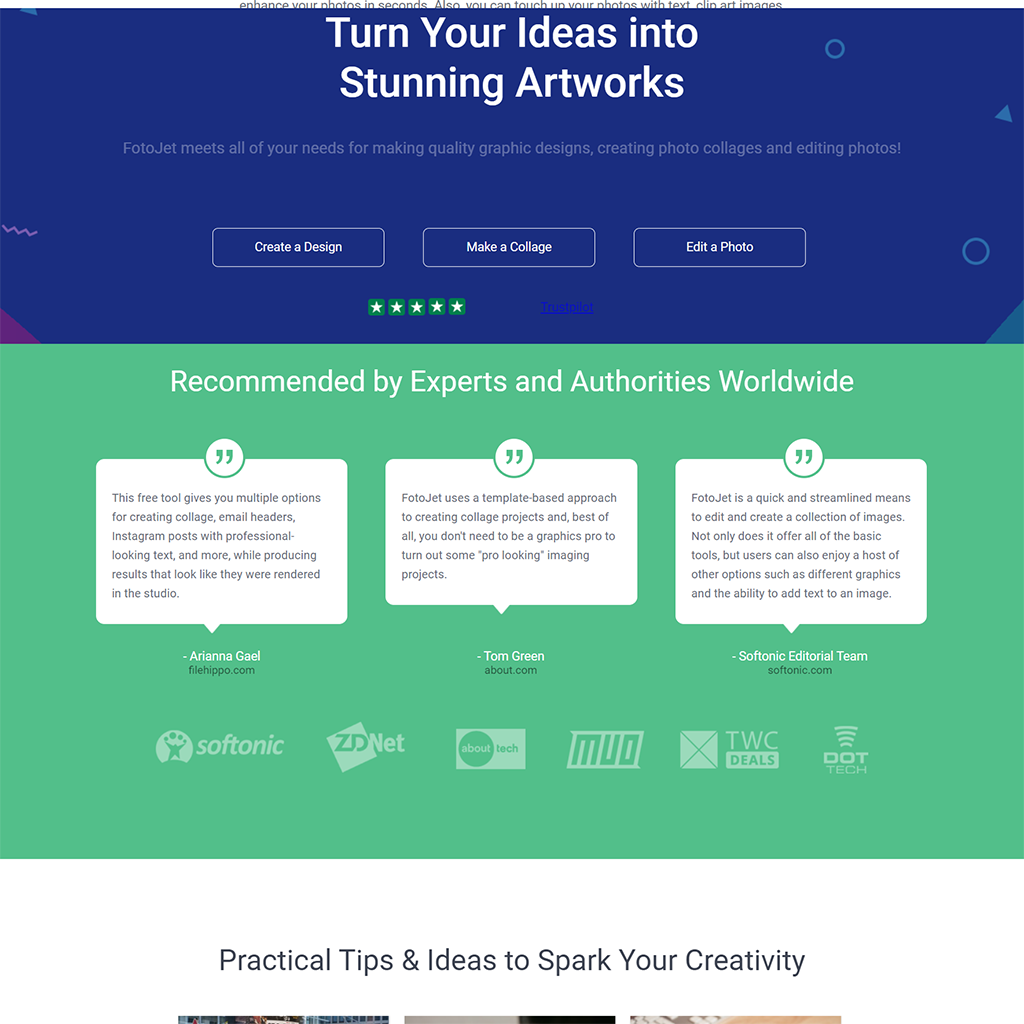 enhance your photos in seconds. Also, you can touch up your photos with text, clip art images
Turn Your Ideas into
Stunning Artworks
FotoJet meets all of your needs for making quality graphic designs, creating photo collages and editing photos!
Create a Design
Make a Collage
Edit a Photo
Trustpilot
Recommended by Experts and Authorities Worldwide
This free tool gives you multiple options
for creating collage, email headers,
Instagram posts with professional-
looking text, and more, while producing
results that look like they were rendered
in the studio.
- Arianna Gael
filehippo.com
FotoJet uses a template-based approach
to creating collage projects and, best of
all, you don't need to be a graphics pro to
turn out some "pro looking" imaging
projects.
- Tom Green
about.com
FotoJet is a quick and streamlined means
to edit and create a collection of images.
Not only does it offer all of the basic
tools, but users can also enjoy a host of
other options such as different graphics
and the ability to add text to an image.
- Softonic Editorial Team
softonic.com
softonic
ZDNet
about tech
MUO
TWC
DEALS
DOT
TECH
Practical Tips & Ideas to Spark Your Creativity